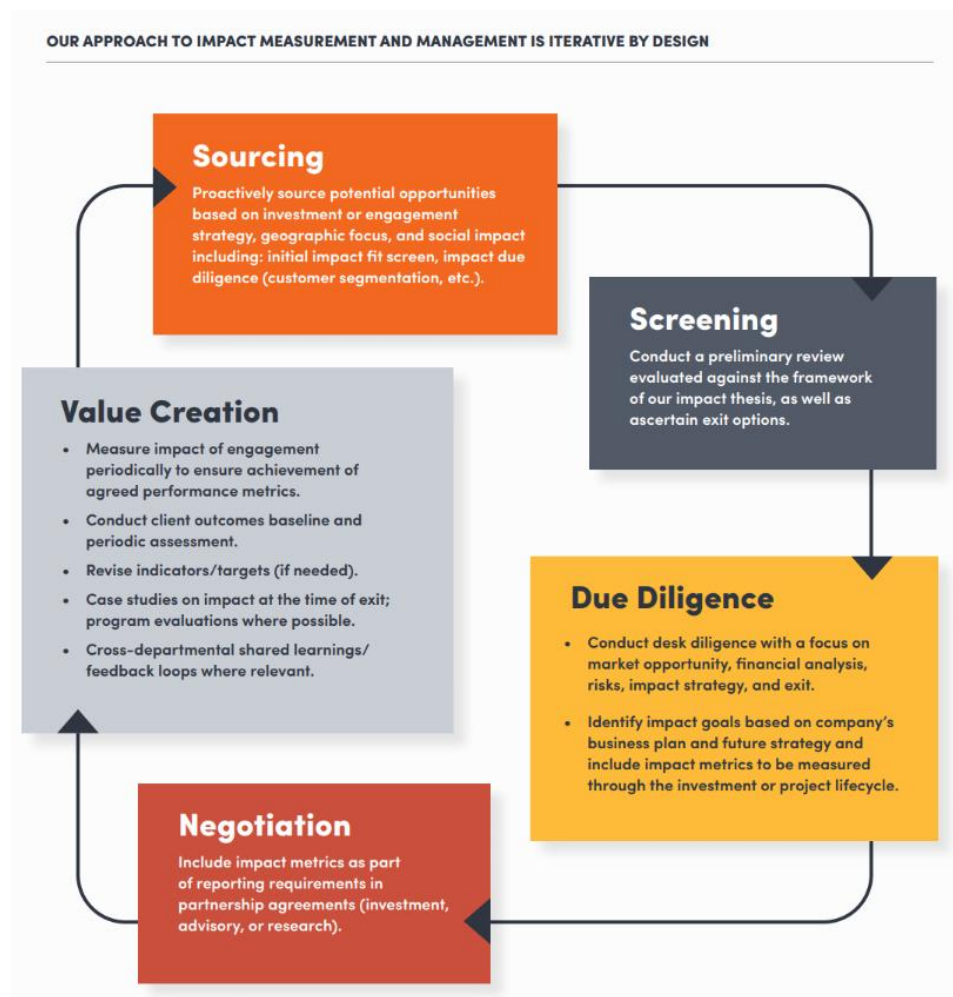 OUR APPROACH TO IMPACT MEASUREMENT AND MANAGEMENT IS ITERATIVE BY DESIGN
Sourcing
Proactively source potential opportunities
based on investment or engagement
strategy, geographic focus, and social impact
including: initial impact fit screen, impact due
diligence (customer segmentation, etc.).
Screening
Conduct a preliminary review
evaluated against the framework
of our impact thesis, as well as
ascertain exit options.
Due Diligence
• Conduct desk diligence with a focus on
market opportunity, financial analysis,
risks, impact strategy, and exit.
• Identify impact goals based on company's
business plan and future strategy and
include impact metrics to be measured
through the investment or project lifecycle.
Negotiation
Include impact metrics as part
of reporting requirements in
partnership agreements (investment,
advisory, or research).
Value Creation
• Measure impact of engagement
periodically to ensure achievement of
agreed performance metrics.
• Conduct client outcomes baseline and
periodic assessment.
• Revise indicators/targets (if needed).
• Case studies on impact at the time of exit;
program evaluations where possible.
• Cross-departmental shared learnings/
feedback loops where relevant.